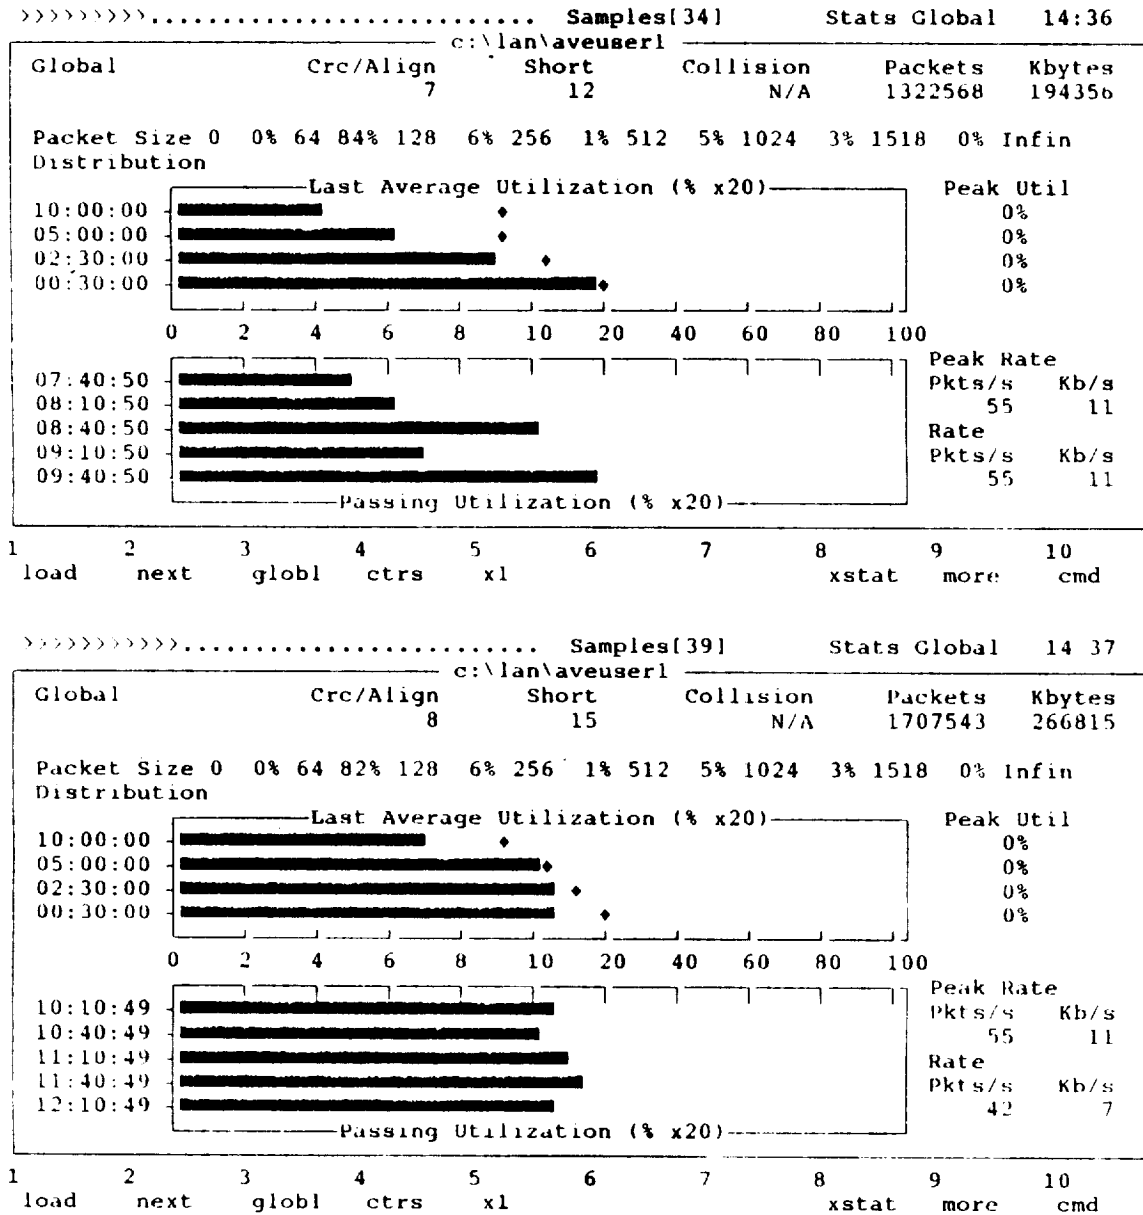 >>>>>>>>>.......................... Samples[34] Stats Global 14:36
c:\lan\aveuser1
Global Crc/Align Short Collision Packets Kbytes
7 12 N/A 1322568 194356
Packet Size 0 0% 64 84% 128 6% 256 1% 512 5% 1024 3% 1518 0% Infin
Distribution
Last Average Utilization (% x20) Peak Util
10:00:00 0%
05:00:00 0%
02:30:00 0%
00:30:00 0%
0 2 4 6 8 10 20 40 60 80 100
Peak Rate
07:40:50 Pkts/s Kb/s
08:10:50 55 11
08:40:50 Rate
09:10:50 Pkts/s Kb/s
09:40:50 55 11
Passing Utilization (% x20)
1 2 3 4 5 6 7 8 9 10
load next globl ctrs x1 xstat more cmd
>>>>>>>>>>>........................ Samples[39] Stats Global 14 37
c:\lan\aveuser1
Global Crc/Align Short Collision Packets Kbytes
8 15 N/A 1707543 266815
Packet Size 0 0% 64 82% 128 6% 256 1% 512 5% 1024 3% 1518 0% Infin
Distribution
Last Average Utilization (% x20) Peak Util
10:00:00 0%
05:00:00 0%
02:30:00 0%
00:30:00 0%
0 2 4 6 8 10 20 40 60 80 100
Peak Rate
10:10:49 Pkts/s Kb/s
10:40:49 55 11
11:10:49 Rate
11:40:49 Pkts/s Kb/s
12:10:49 42 7
Passing Utilization (% x20)
1 2 3 4 5 6 7 8 9 10
load next globl ctrs x1 xstat more cmd